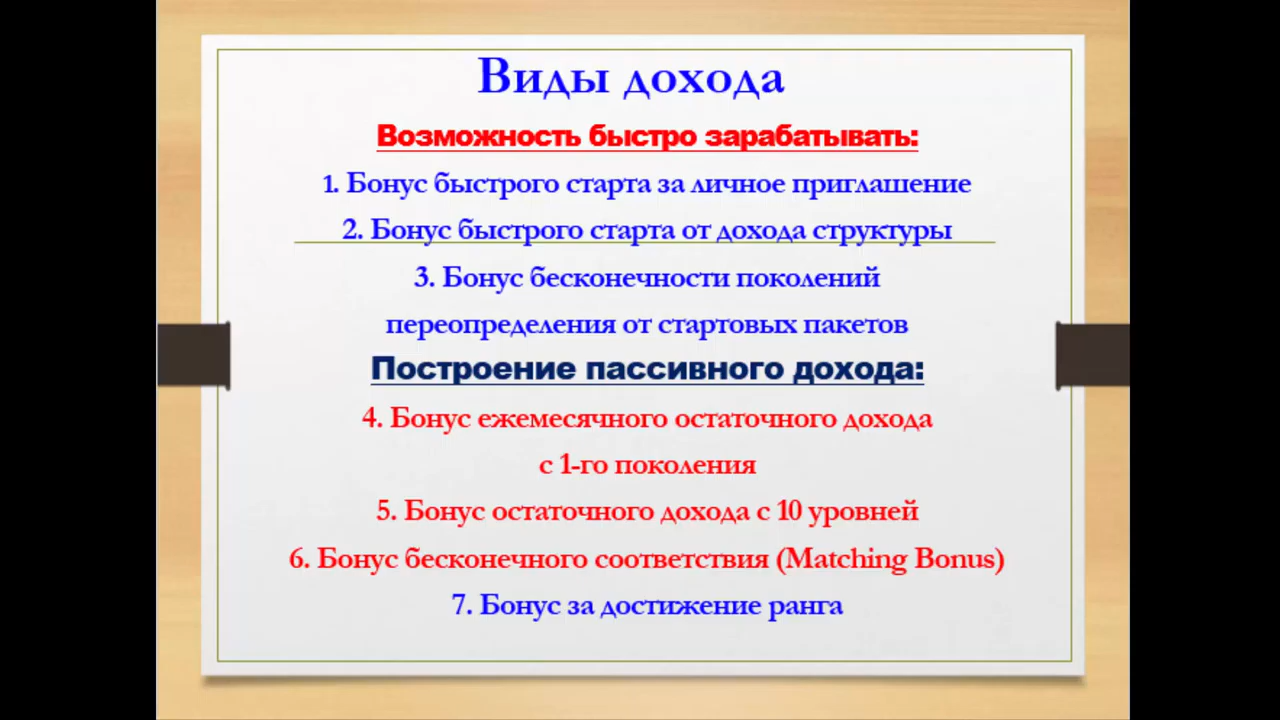 Виды дохода
Возможность быстро зарабатывать:
1. Бонус быстрого старта за личное приглашение
2. Бонус быстрого старта от дохода структуры
3. Бонус бесконечности поколений
переопределения от стартовых пакетов
Построение пассивного дохода:
4. Бонус ежемесячного остаточного дохода
с 1-го поколения
5. Бонус остаточного дохода с 10 уровней
6. Бонус бесконечного соответствия (Matching Bonus)
7. Бонус за достижение ранга